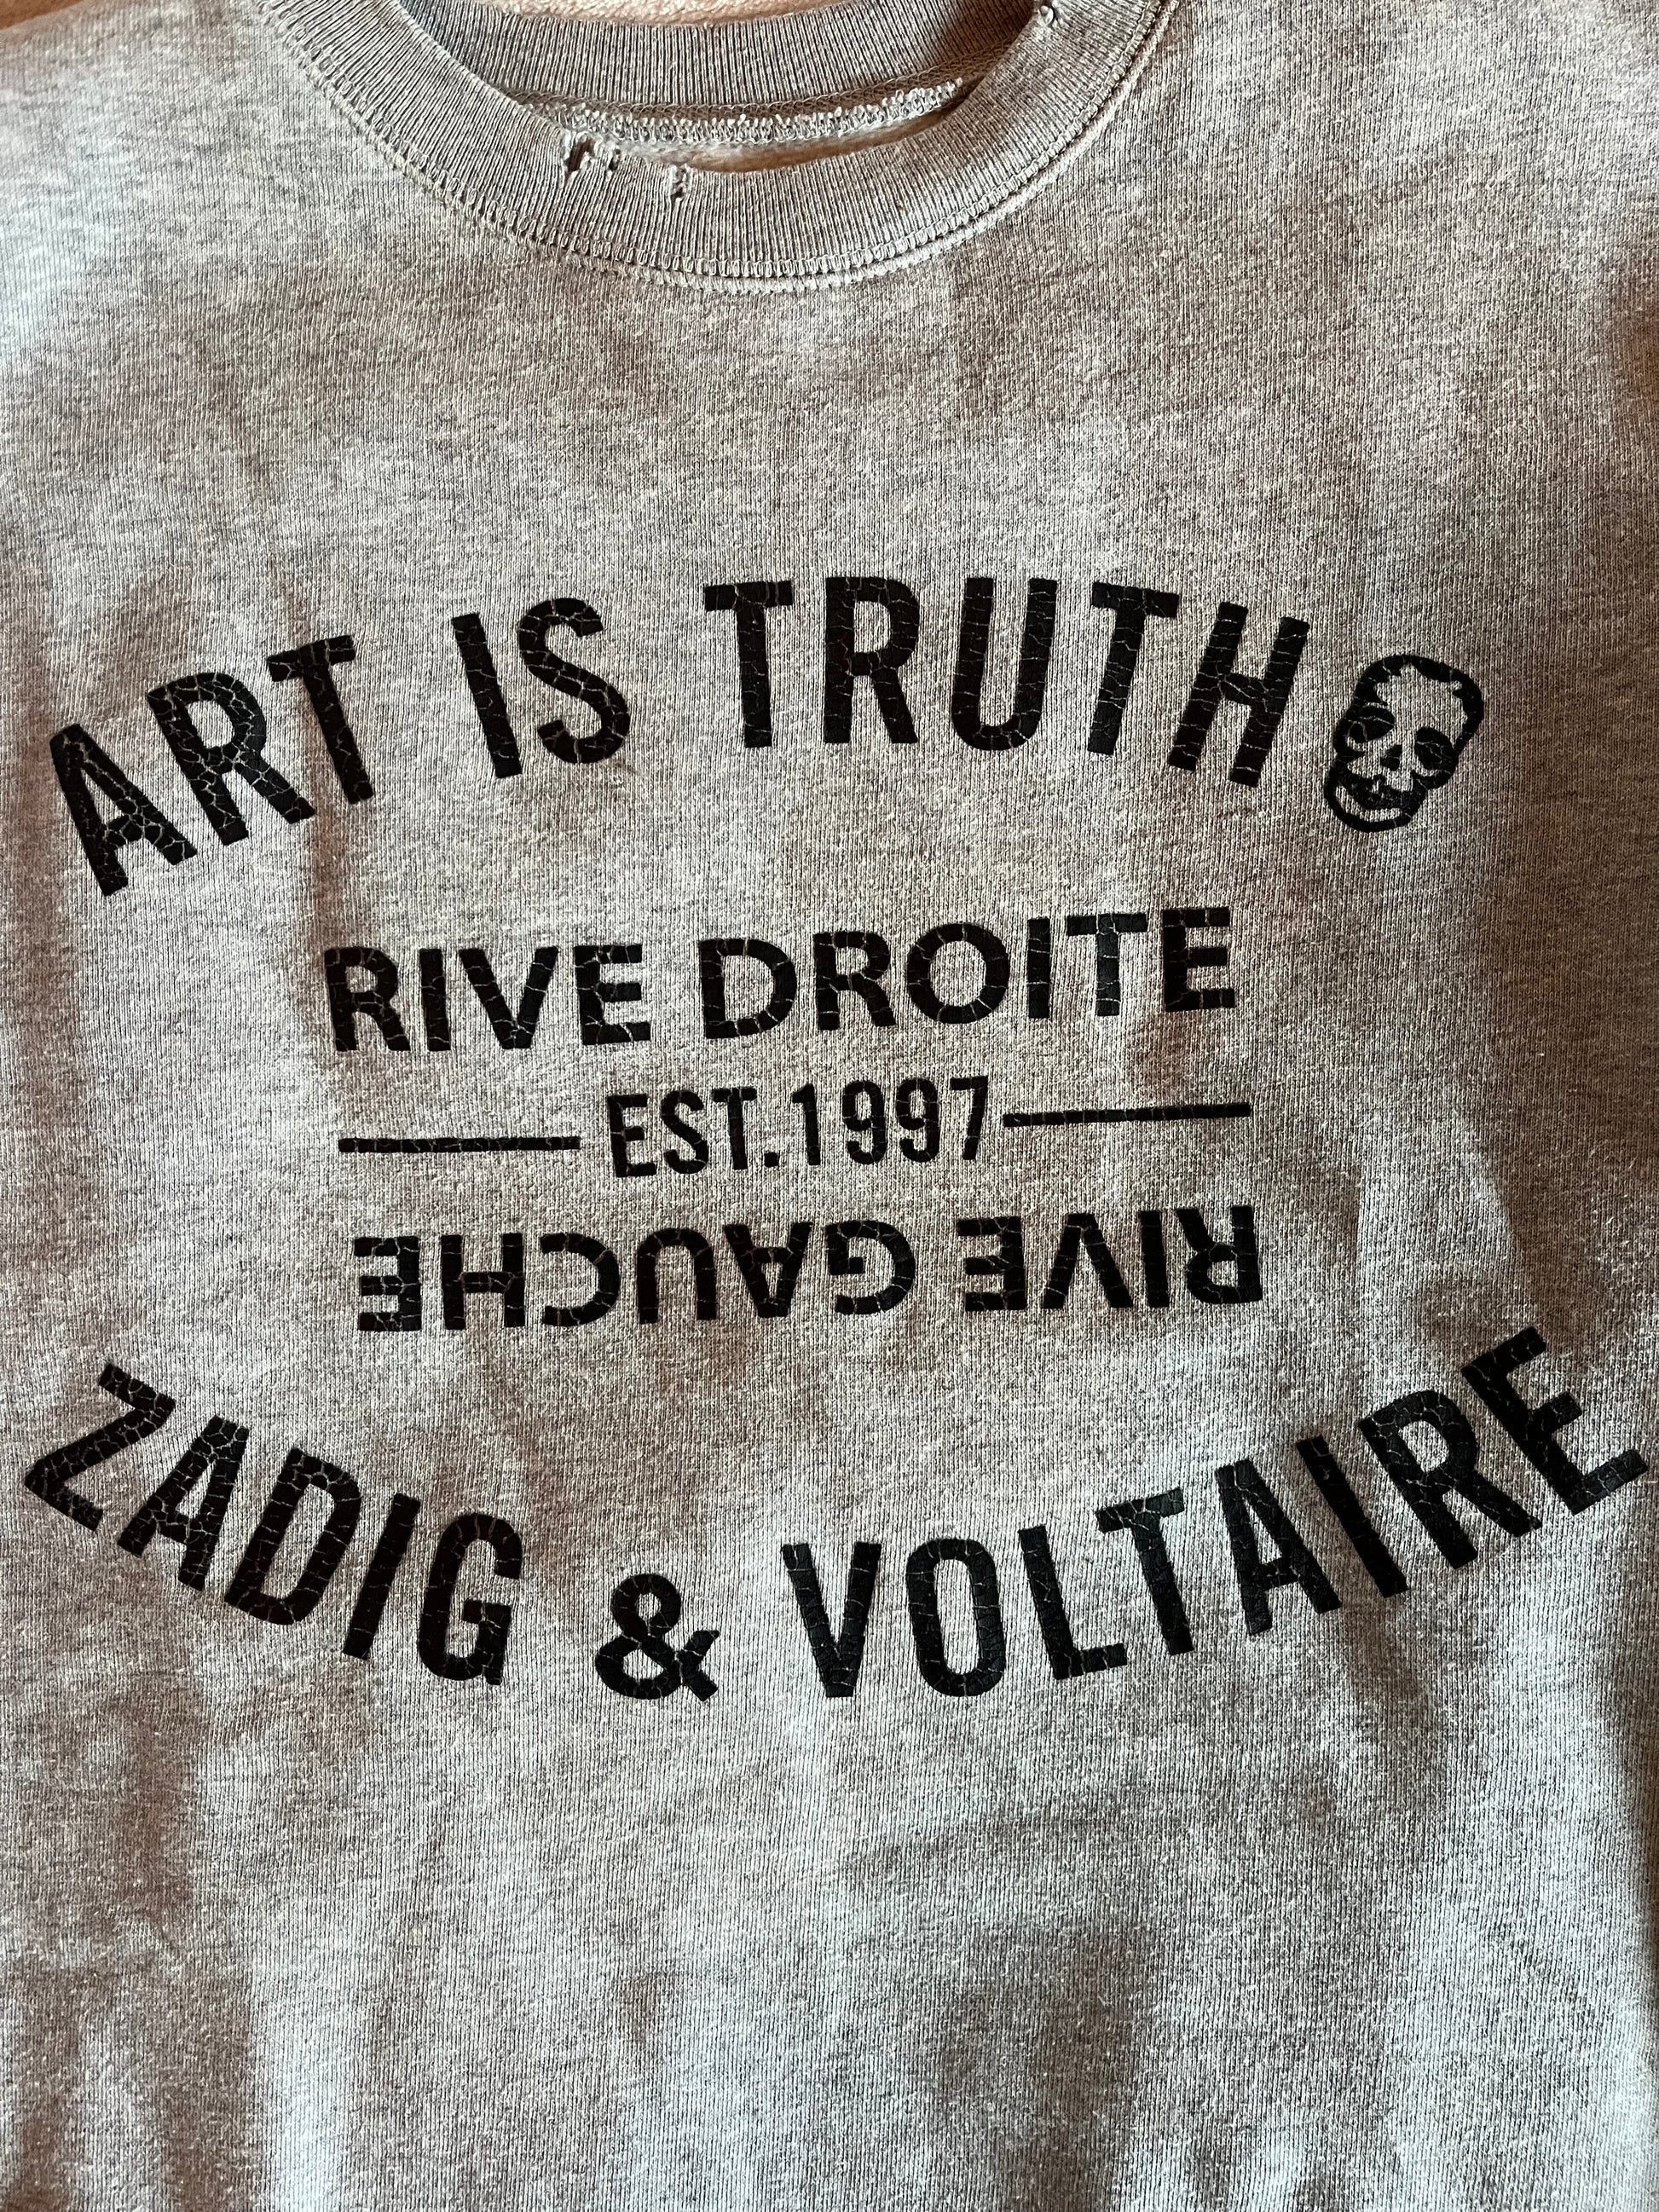 ART IS TRUTH
RIVE DROITE
EST.1997
RIVE GAUCHE
ZADIG & VOLTAIRE